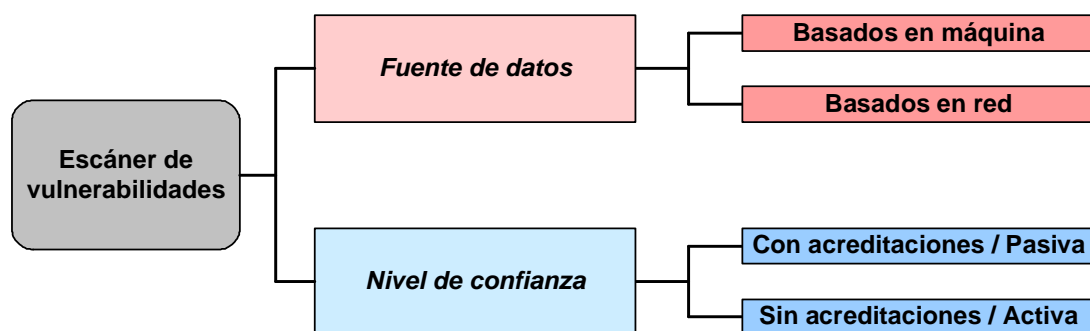 Escáner de
vulnerabilidades
Fuente de datos
Basados en máquina
Basados en red
Nivel de confianza
Con acreditaciones / Pasiva
Sin acreditaciones / Activa